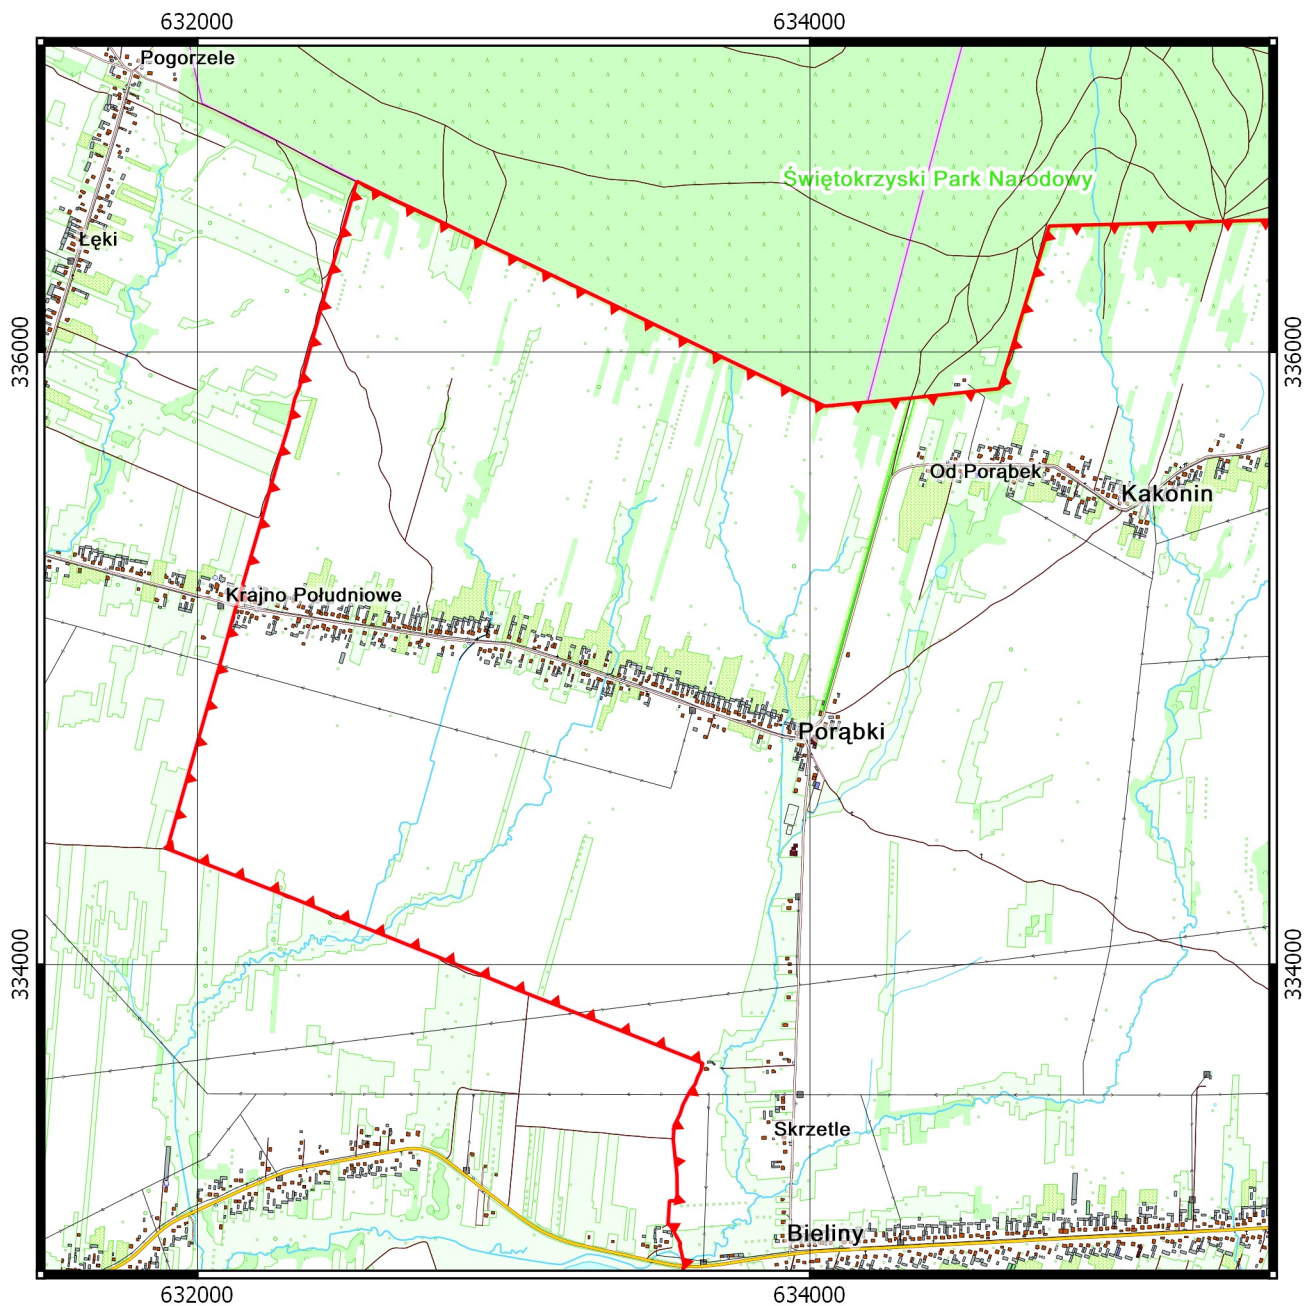 632000 634000
Pogorzele
Świętokrzyski Park Narodowy
Łęki
336000
336000
Od Porąbek
Kakonin
Krajno Południowe
Porąbki
334000
334000
Skrzetle
Bieliny
632000 634000